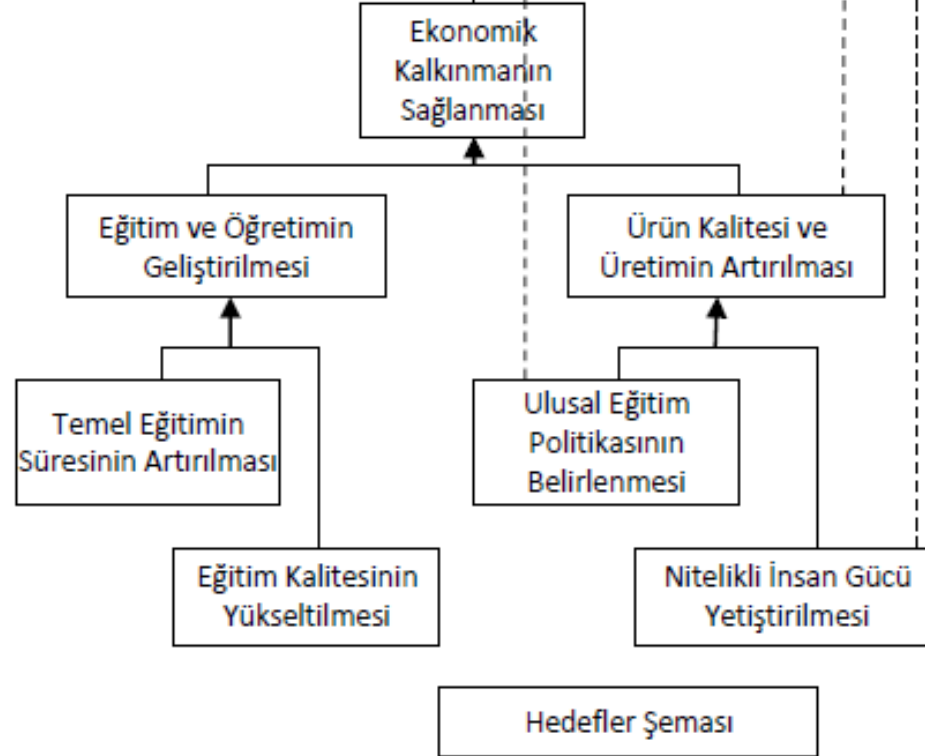 Ekonomik
Kalkınmanın
Sağlanması
Eğitim ve Öğretimin
Geliştirilmesi
Ürün Kalitesi ve
Üretimin Artırılması
Temel Eğitimin
Süresinin Artırılması
Ulusal Eğitim
Politikasının
Belirlenmesi
Eğitim Kalitesinin
Yükseltilmesi
Nitelikli İnsan Gücü
Yetiştirilmesi
Hedefler Şeması